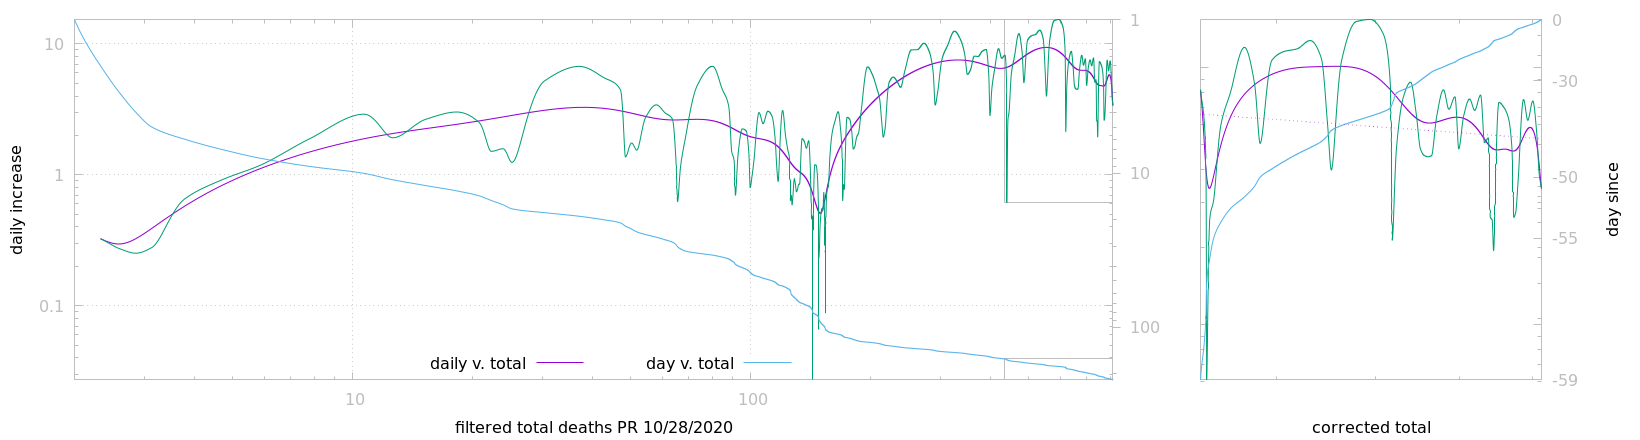 10
1
0.1
daily increase
1
10
100
daily v. total
day v. total
10
100
filtered total deaths PR 10/28/2020
0
-30
-50
-55
-59
day since
corrected total